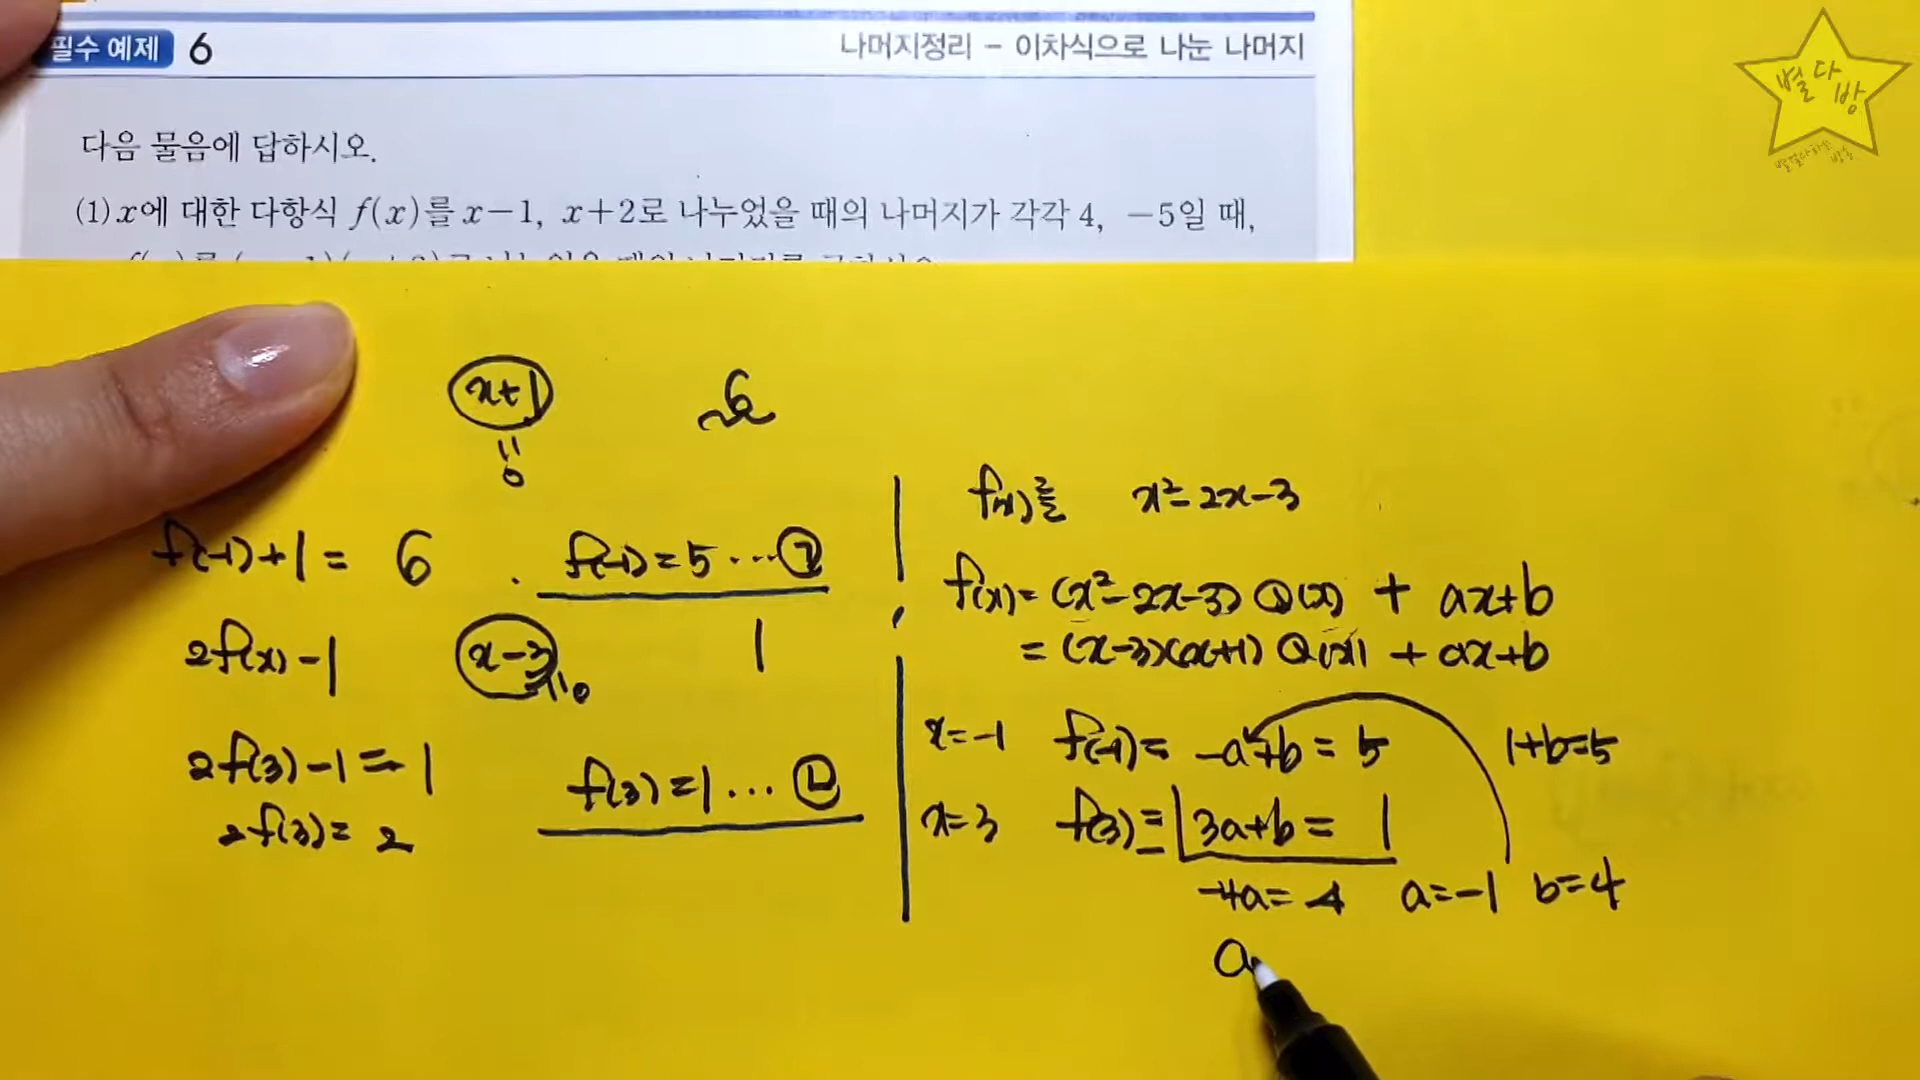 필수 예제 6
나머지정리 - 이차식으로 나눈 나머지
별다방
다음 물음에 답하시오.
(1) x에 대한 다항식 f(x)를 x-1, x+2로 나누었을 때의 나머지가 각각 4, -5일 때,
x+1
6
=
0
f(-1)+1= 6
f(-1)=5 ··· ㉠
2f(x)-1
x-3
=0
1
2f(3)-1=1
f(3)=1 ··· ㉡
2f(3)=2
f(x)를 x²-2x-3
f(x)=(x²-2x-3) Q(x) + ax+b
=(x-3)(x+1) Q(x) + ax+b
x=-1 f(-1)= -a+b = 5 1+b=5
x=3 f(3)= 3a+b = 1
-4a=4 a=-1 b=4
a